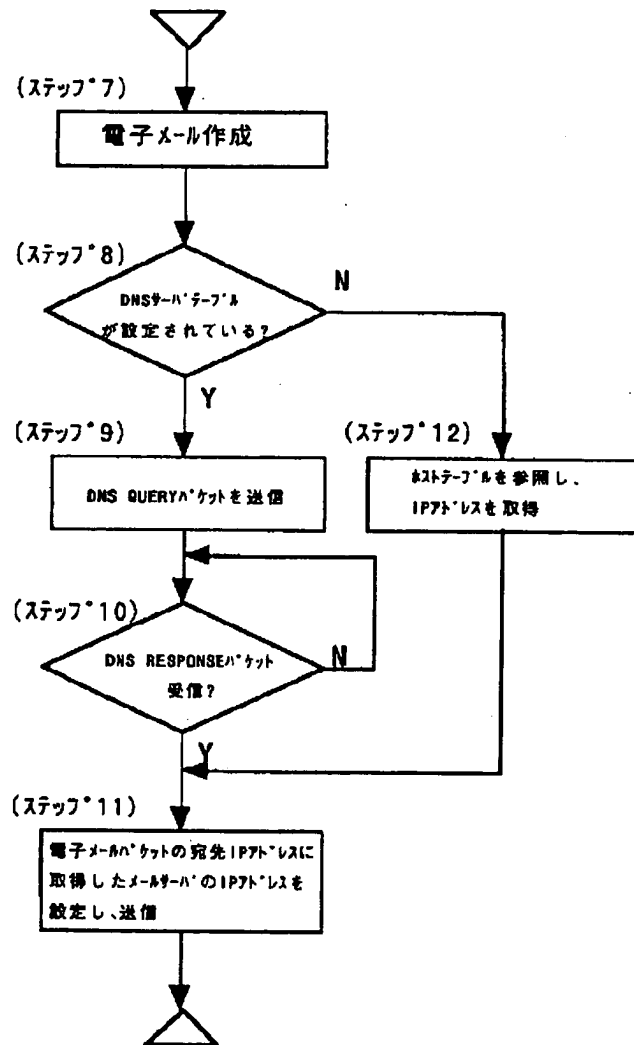 (ステップ7)
電子メール作成
(ステップ8)
DNSサーバテーブル
が設定されている?
N
Y
(ステップ9)
DNS QUERYパケットを送信
(ステップ12)
ホストテーブルを参照し、
IPアドレスを取得
(ステップ10)
DNS RESPONSEパケット
受信?
N
Y
(ステップ11)
電子メールパケットの宛先IPアドレスに
取得したメールサーバのIPアドレスを
設定し、送信